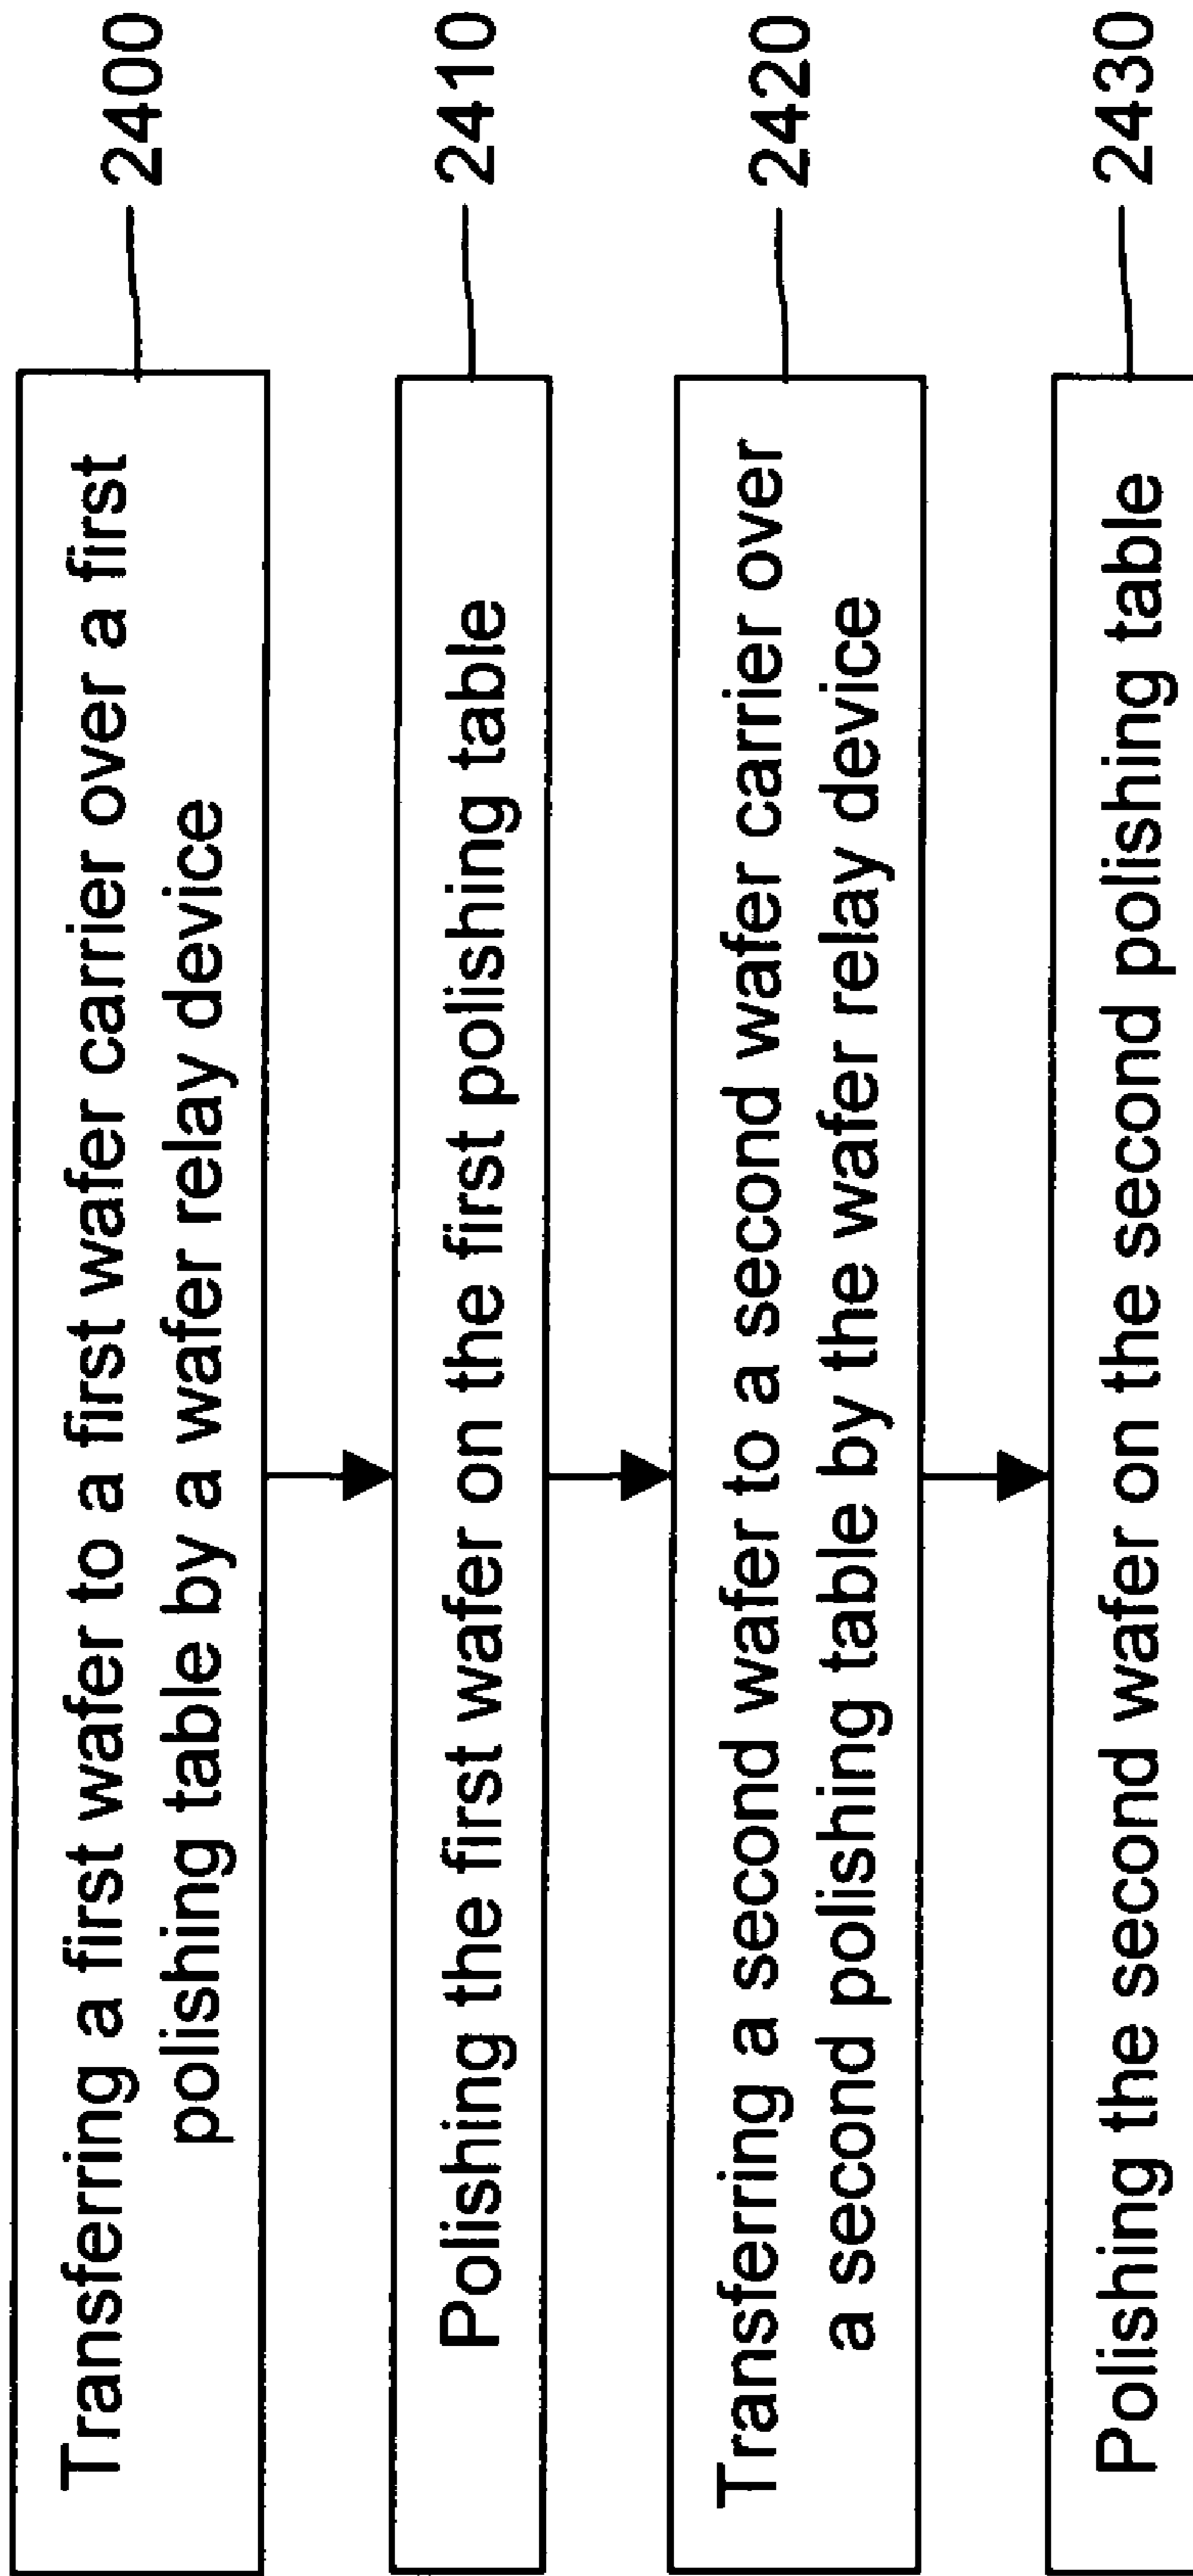 Transferring a first wafer to a first wafer carrier over a first
polishing table by a wafer relay device
2400
Polishing the first wafer on the first polishing table
2410
Transferring a second wafer to a second wafer carrier over
a second polishing table by the wafer relay device
2420
Polishing the second wafer on the second polishing table
2430